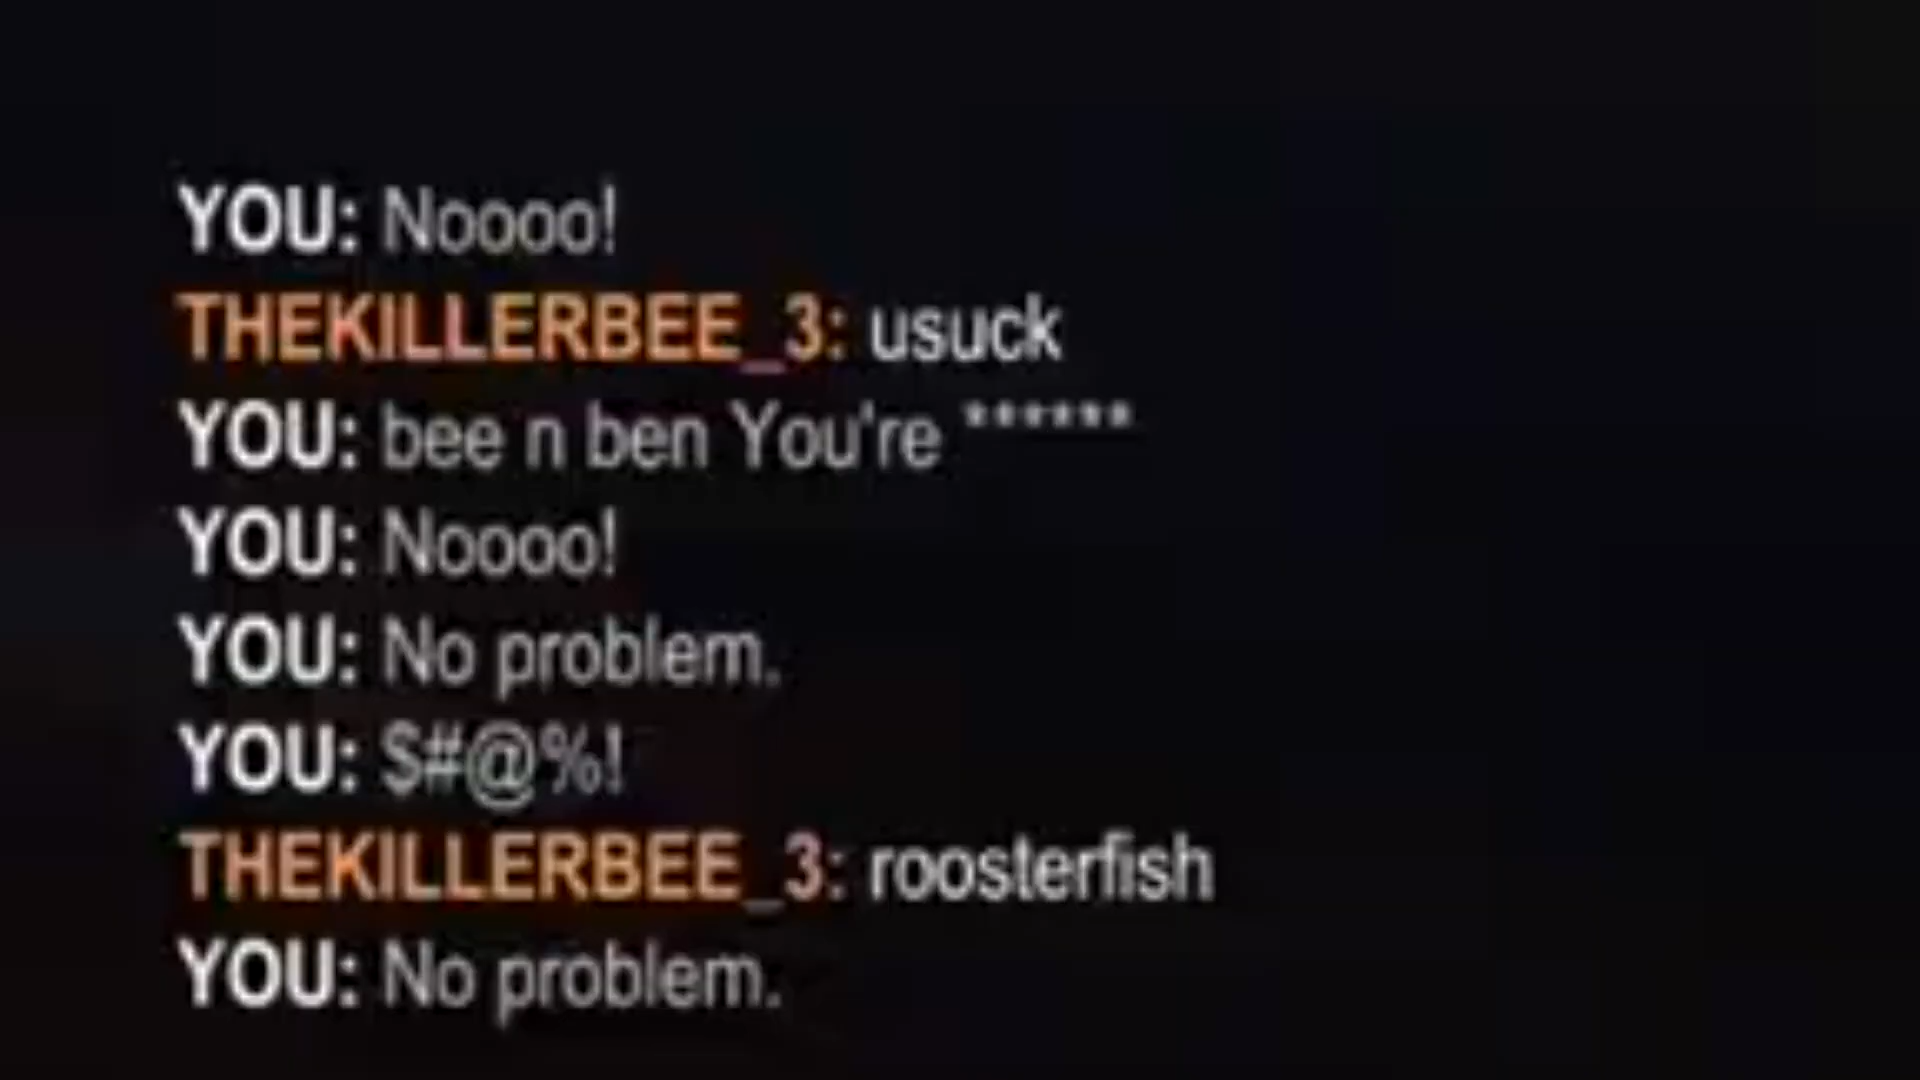 YOU: Noooo!
THEKILLERBEE_3: usuck
YOU: bee n ben You're ******
YOU: Noooo!
YOU: No problem.
YOU: $#@%!
THEKILLERBEE_3: roosterfish
YOU: No problem.